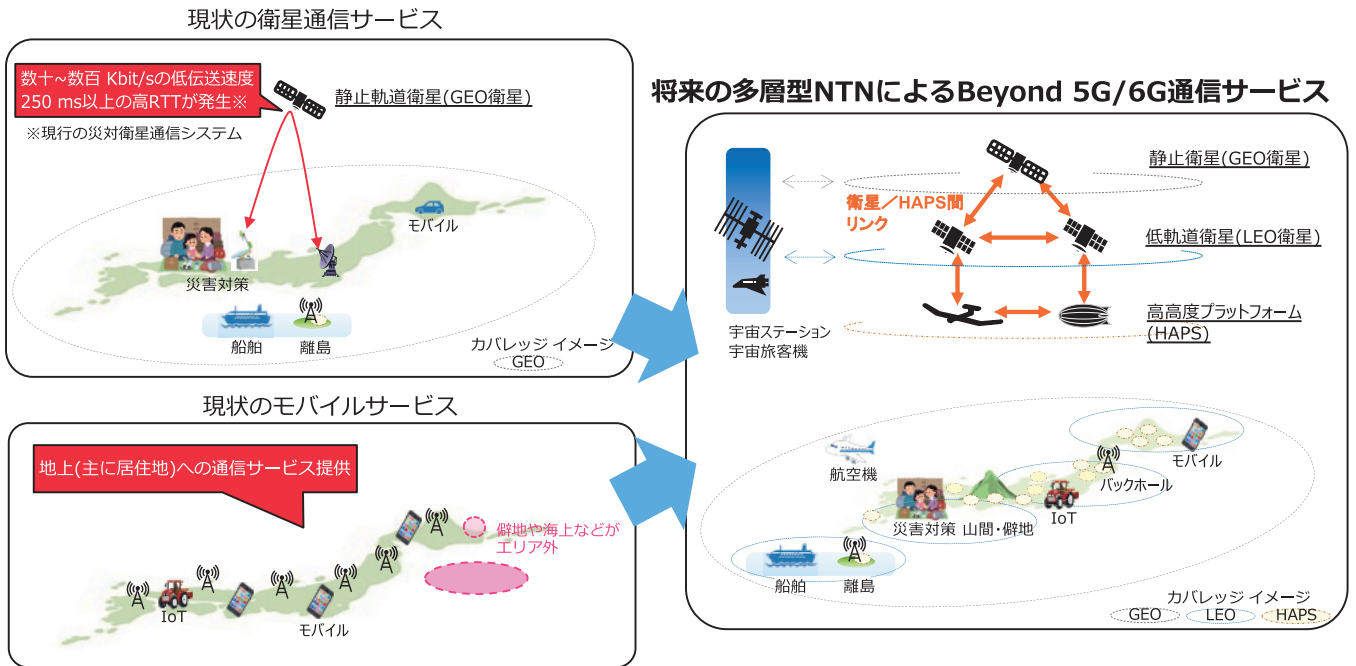 現状の衛星通信サービス
数十~数百 Kbit/sの低伝送速度
250 ms以上の高RTTが発生※
※現行の災対衛星通信システム
静止軌道衛星(GEO衛星)
モバイル
災害対策
船舶
離島
カバレッジ イメージ
GEO
現状のモバイルサービス
地上(主に居住地)への通信サービス提供
僻地や海上などが
エリア外
IoT
モバイル
将来の多層型NTNによるBeyond 5G/6G通信サービス
静止衛星(GEO衛星)
衛星／HAPS間
リンク
低軌道衛星(LEO衛星)
高高度プラットフォーム
(HAPS)
宇宙ステーション
宇宙旅客機
航空機
モバイル
バックホール
IoT
災害対策
山間・僻地
船舶
離島
カバレッジ イメージ
GEO
LEO
HAPS